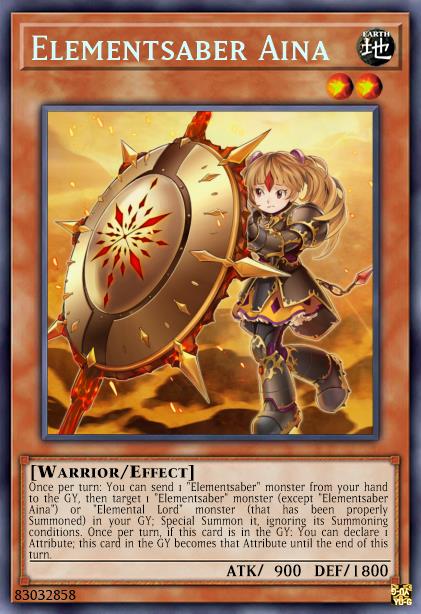 ELEMENTSABER AINA
EARTH
地
[WARRIOR/EFFECT]
Once per turn: You can send 1 "Elementsaber" monster from your hand
to the GY, then target 1 "Elementsaber" monster (except "Elementsaber
Aina") or "Elemental Lord" monster (that has been properly
Summoned) in your GY; Special Summon it, ignoring its Summoning
conditions. Once per turn, if this card is in the GY: You can declare 1
Attribute; this card in the GY becomes that Attribute until the end of this
turn.
ATK/ 900 DEF/1800
83032858